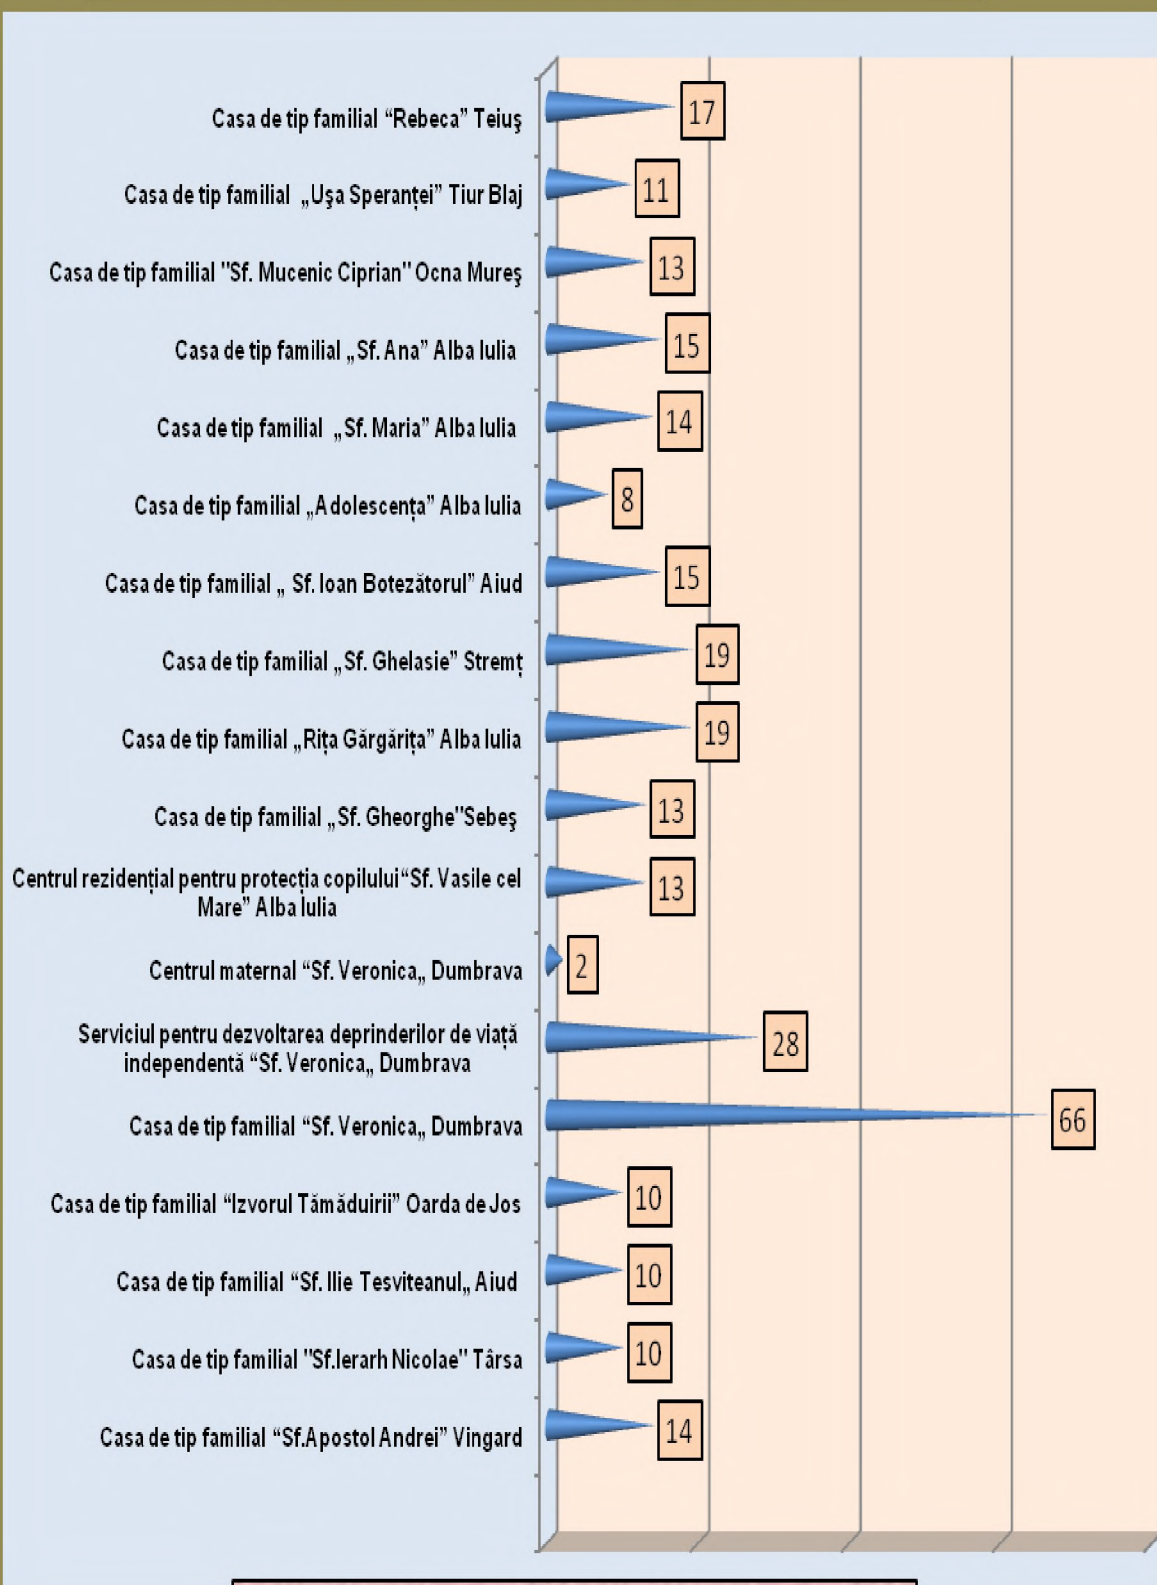 Casa de tip familial “Rebeca” Teiuş 17
Casa de tip familial „Uşa Speranţei” Tiur Blaj 11
Casa de tip familial "Sf. Mucenic Ciprian" Ocna Mureş 13
Casa de tip familial „Sf. Ana” Alba Iulia 15
Casa de tip familial „Sf. Maria” Alba Iulia 14
Casa de tip familial „Adolescenţa” Alba Iulia 8
Casa de tip familial „ Sf. Ioan Botezătorul” Aiud 15
Casa de tip familial „Sf. Ghelasie” Stremţ 19
Casa de tip familial „Riţa Gărgăriţa” Alba Iulia 19
Casa de tip familial „Sf. Gheorghe"Sebeş 13
Centrul rezidenţial pentru protecţia copilului“Sf. Vasile cel
Mare” Alba Iulia 13
Centrul maternal “Sf. Veronica„ Dumbrava 2
Serviciul pentru dezvoltarea deprinderilor de viaţă
independentă “Sf. Veronica„ Dumbrava 28
Casa de tip familial “Sf. Veronica„ Dumbrava 66
Casa de tip familial “Izvorul Tămăduirii” Oarda de Jos 10
Casa de tip familial “Sf. Ilie Tesviteanul„ Aiud 10
Casa de tip familial "Sf.Ierarh Nicolae" Târsa 10
Casa de tip familial “Sf.Apostol Andrei” Vingard 14